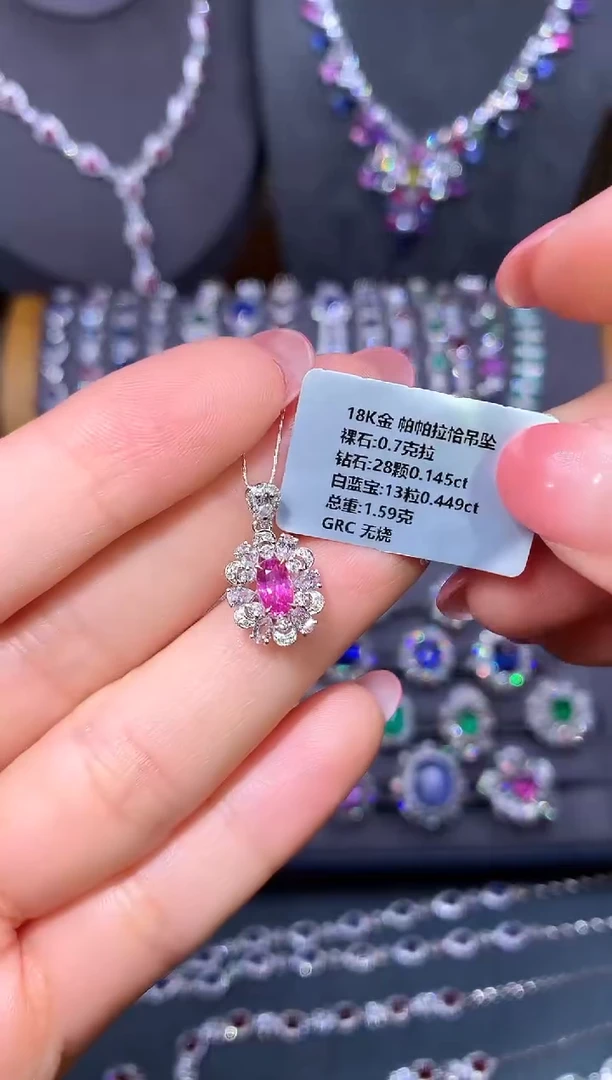 18K金 帕帕拉恰吊坠
裸石:0.7克拉
钻石:28颗0.145ct
白蓝宝:13粒0.449ct
总重:1.59克
GRC 无烧